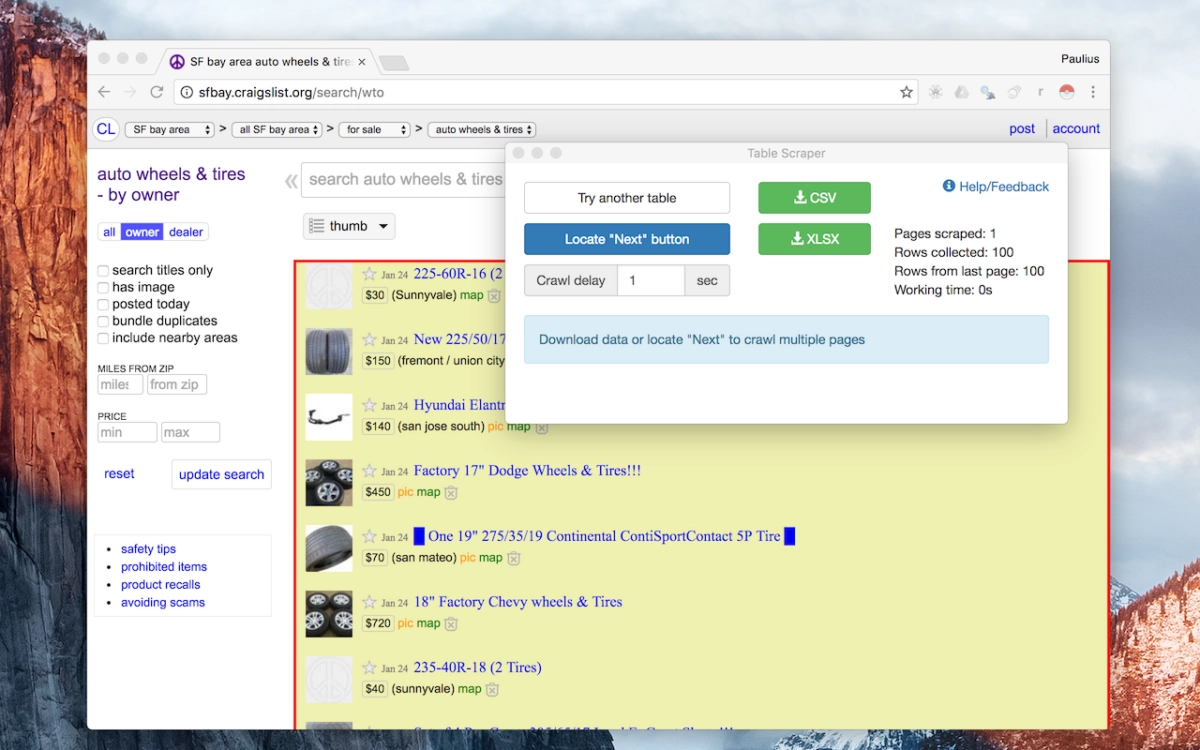 SF bay area auto wheels & tire
Paulius
sfbay.craigslist.org/search/wto
CL SF bay area > all SF bay area > for sale > auto wheels & tires post account
auto wheels & tires
- by owner
all owner dealer
search titles only
has image
posted today
bundle duplicates
include nearby areas
MILES FROM ZIP
miles from zip
PRICE
min max
reset update search
safety tips
prohibited items
product recalls
avoiding scams
« search auto wheels & tires
thumb
Jan 24 225-60R-16 (2
$30 (Sunnyvale) map
Jan 24 New 225/50/17
$150 (fremont / union city
Jan 24 Hyundai Elantr
$140 (san jose south) pic map
Jan 24 Factory 17" Dodge Wheels & Tires!!!
$450 pic map
Jan 24 █ One 19" 275/35/19 Continental ContiSportContact 5P Tire █
$70 (san mateo) pic map
Jan 24 18" Factory Chevy wheels & Tires
$720 pic map
Jan 24 235-40R-18 (2 Tires)
$40 (sunnyvale) map
Table Scraper
Try another table
CSV
Help/Feedback
Locate "Next" button
XLSX
Crawl delay 1 sec
Pages scraped: 1
Rows collected: 100
Rows from last page: 100
Working time: 0s
Download data or locate "Next" to crawl multiple pages